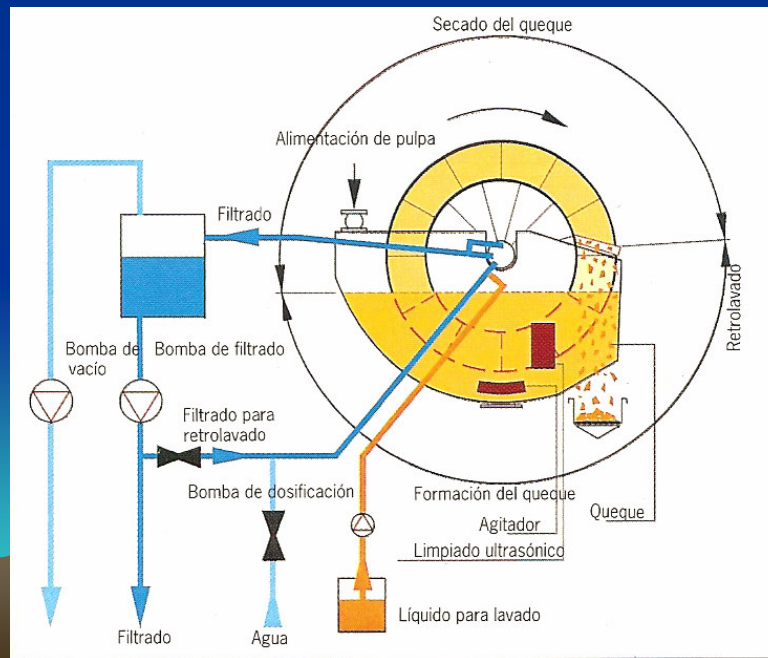 Secado del queque
Alimentación de pulpa
Filtrado
Retrolavado
Bomba de
vacío
Bomba de filtrado
Filtrado para
retrolavado
Bomba de dosificación
Formación del queque
Agitador
Queque
Limpiado ultrasónico
Líquido para lavado
Filtrado
Agua